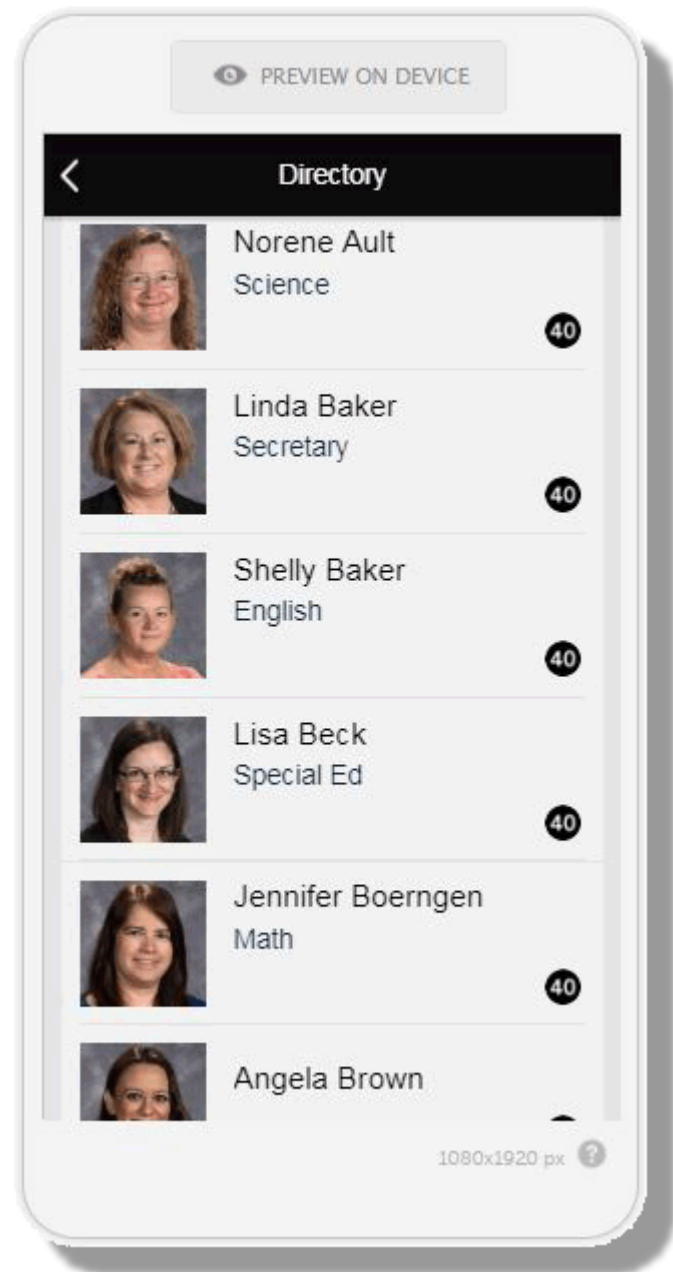 PREVIEW ON DEVICE
Directory
Norene Ault
Science
40
Linda Baker
Secretary
40
Shelly Baker
English
40
Lisa Beck
Special Ed
40
Jennifer Boerngen
Math
40
Angela Brown
1080x1920 px ?